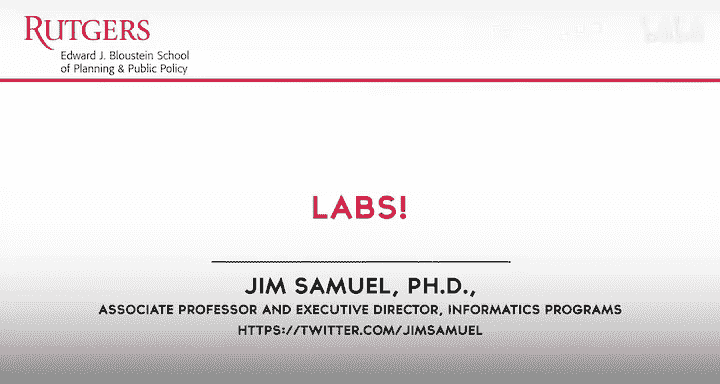 RUTGERS
Edward J. Bloustein School
of Planning & Public Policy
LABS!
JIM SAMUEL, PH.D.,
ASSOCIATE PROFESSOR AND EXECUTIVE DIRECTOR, INFORMATICS PROGRAMS
HTTPS://TWITTER.COM/JIMSAMUEL